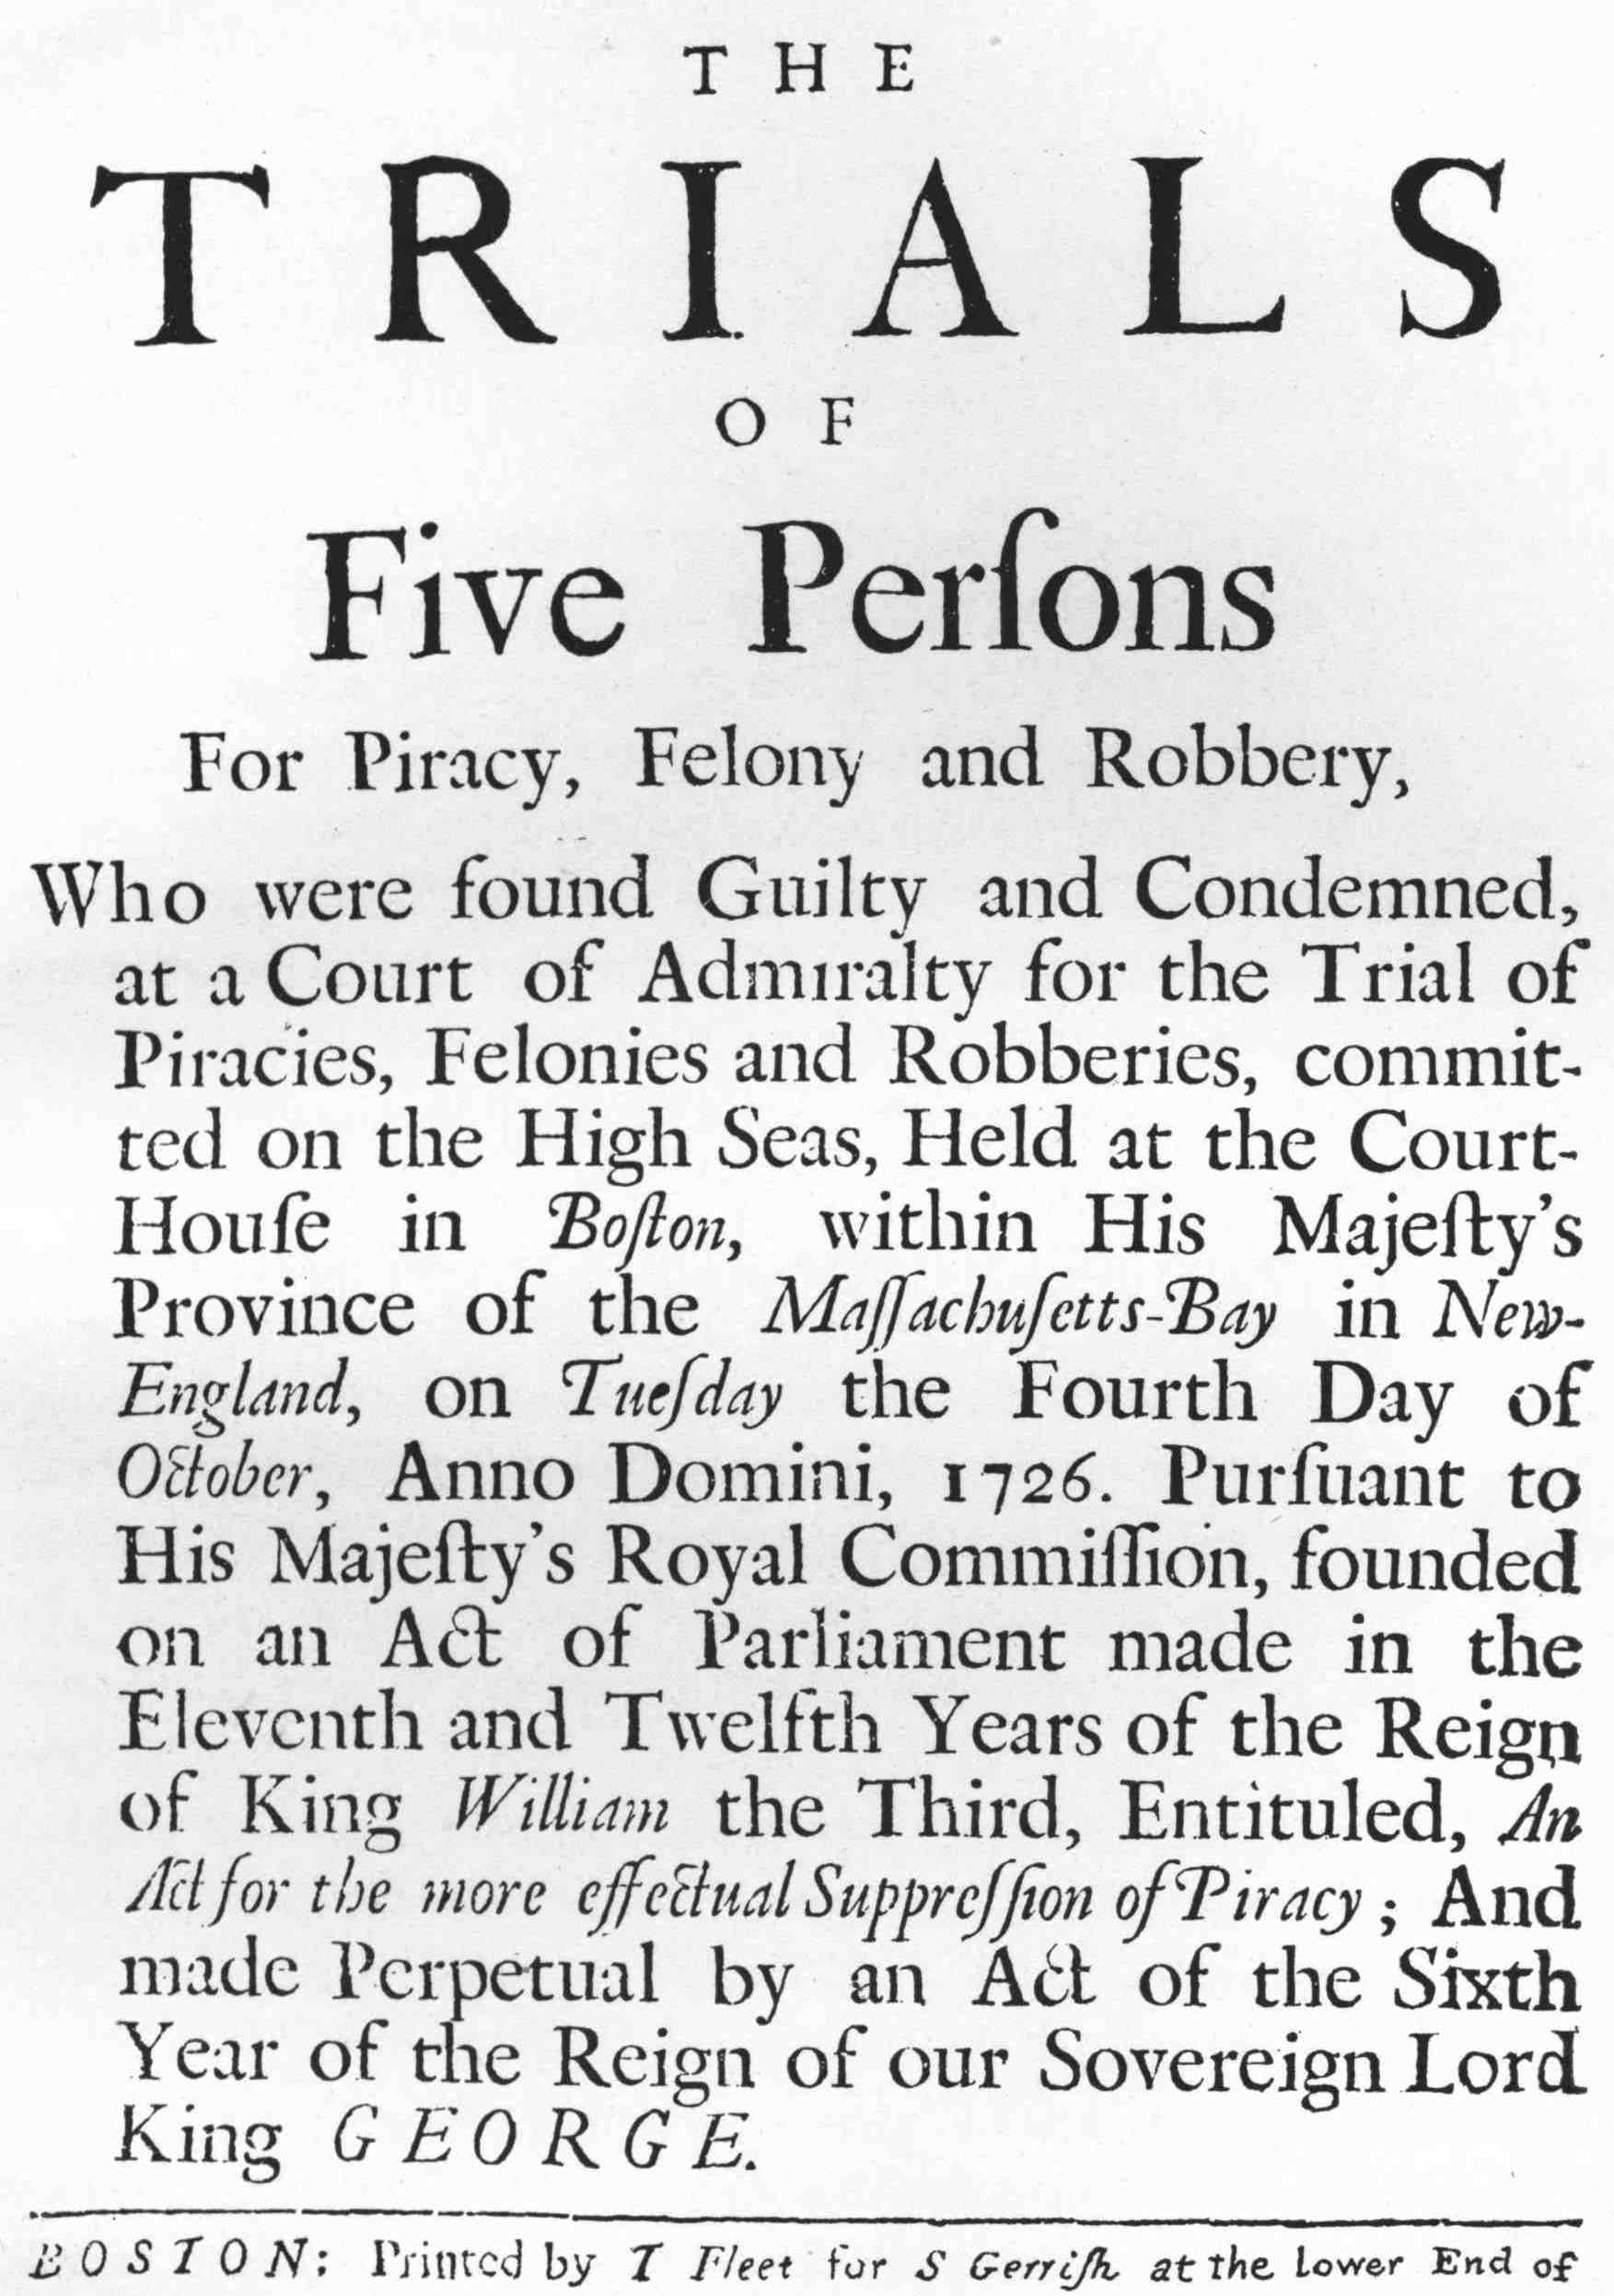 THE
TRIALS
OF
Five Perſons
For Piracy, Felony and Robbery,
Who were found Guilty and Condemned,
at a Court of Admiralty for the Trial of
Piracies, Felonies and Robberies, commit-
ted on the High Seas, Held at the Court-
Houſe in Boſton, within His Majeſty's
Province of the Maſſachuſetts-Bay in New-
England, on Tueſday the Fourth Day of
October, Anno Domini, 1726. Purſuant to
His Majeſty's Royal Commiſſion, founded
on an Act of Parliament made in the
Eleventh and Twelfth Years of the Reign
of King William the Third, Entituled, An
Act for the more effectual Suppreſſion of Piracy; And
made Perpetual by an Act of the Sixth
Year of the Reign of our Sovereign Lord
King GEORGE.
BOSTON: Printed by T Fleet for S Gerriſh at the lower End of